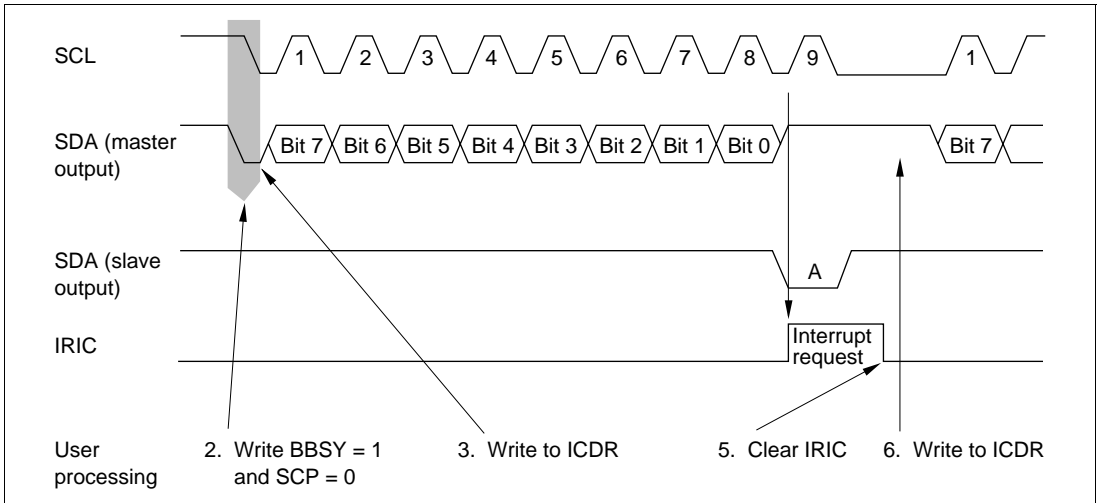 SCL
1 2 3 4 5 6 7 8 9 1
SDA (master
output)
Bit 7 Bit 6 Bit 5 Bit 4 Bit 3 Bit 2 Bit 1 Bit 0 Bit 7
SDA (slave
output)
A
IRIC
Interrupt
request
User
processing
2. Write BBSY = 1
and SCP = 0
3. Write to ICDR
5. Clear IRIC
6. Write to ICDR